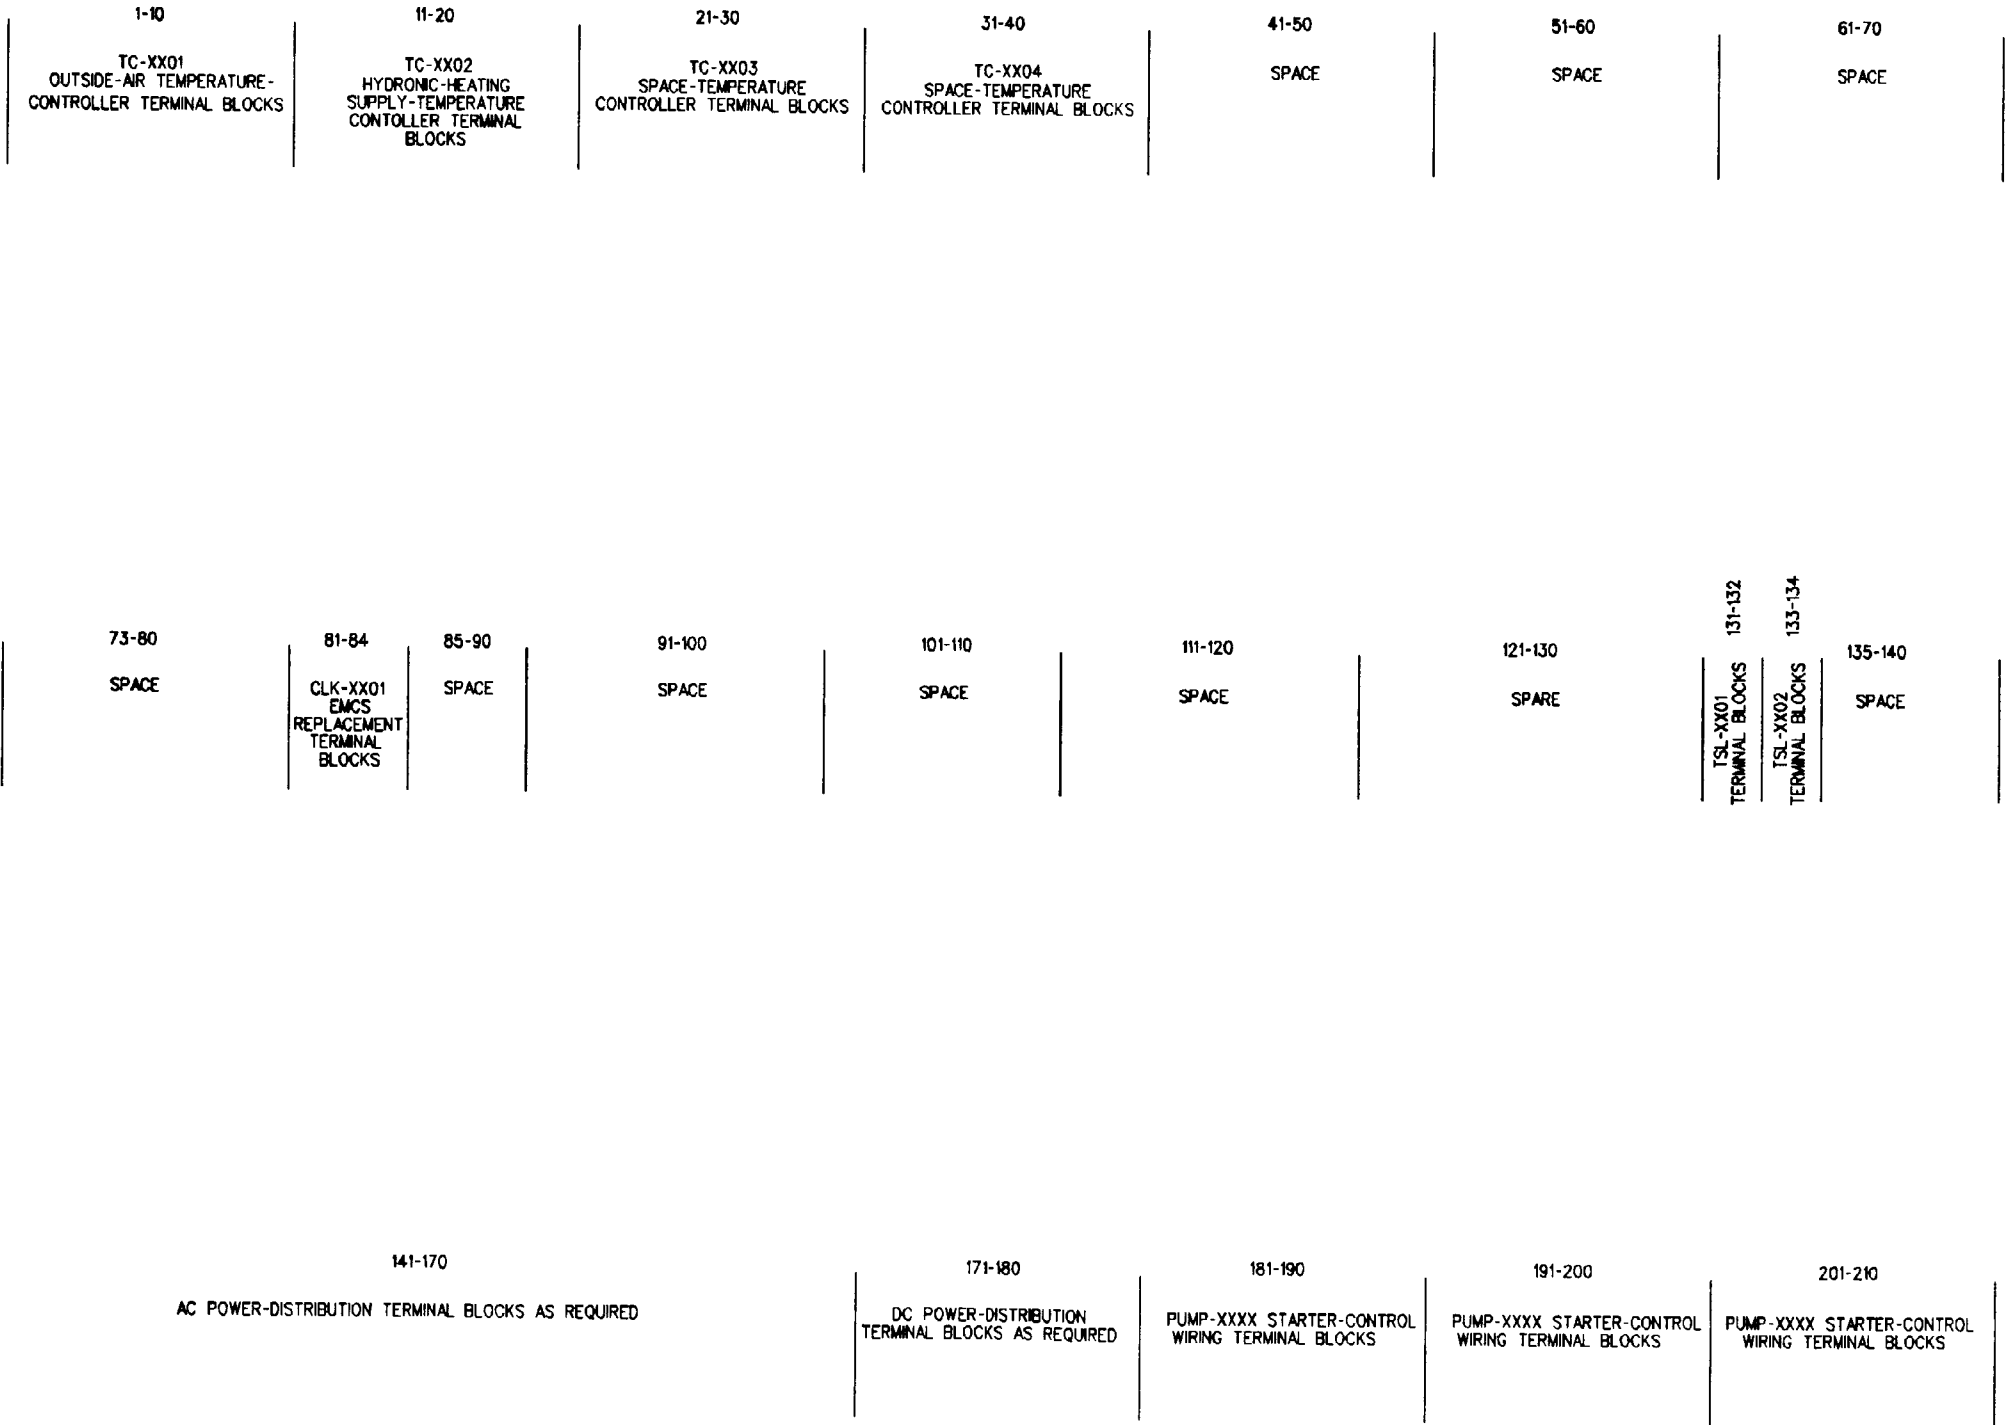 1-10
TC-XX01
OUTSIDE-AIR TEMPERATURE-
CONTROLLER TERMINAL BLOCKS
11-20
TC-XX02
HYDRONIC-HEATING
SUPPLY-TEMPERATURE
CONTOLLER TERMINAL
BLOCKS
21-30
TC-XX03
SPACE-TEMPERATURE
CONTROLLER TERMINAL BLOCKS
31-40
TC-XX04
SPACE-TEMPERATURE
CONTROLLER TERMINAL BLOCKS
41-50
SPACE
51-60
SPACE
61-70
SPACE
73-80
SPACE
81-84
CLK-XX01
EMCS
REPLACEMENT
TERMINAL
BLOCKS
85-90
SPACE
91-100
SPACE
101-110
SPACE
111-120
SPACE
121-130
SPARE
131-132
TSL-XX01
TERMINAL BLOCKS
133-134
TSL-XX02
TERMINAL BLOCKS
135-140
SPACE
141-170
AC POWER-DISTRIBUTION TERMINAL BLOCKS AS REQUIRED
171-180
DC POWER-DISTRIBUTION
TERMINAL BLOCKS AS REQUIRED
181-190
PUMP-XXXX STARTER-CONTROL
WIRING TERMINAL BLOCKS
191-200
PUMP-XXXX STARTER-CONTROL
WIRING TERMINAL BLOCKS
201-210
PUMP-XXXX STARTER-CONTROL
WIRING TERMINAL BLOCKS